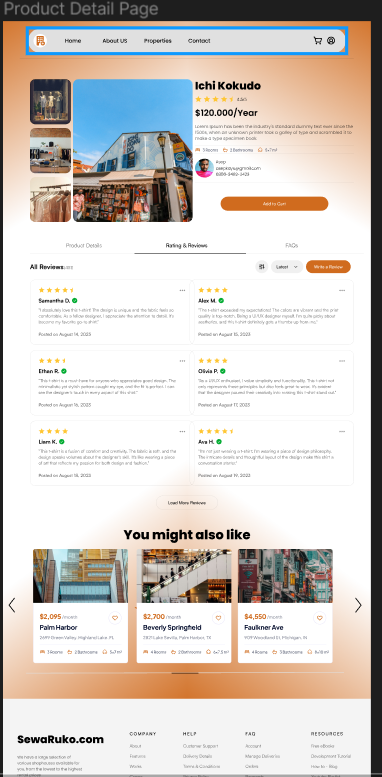 Product Detail Page
Home About US Properties Contact
Ichi Kokudo
$120.000/Year
Lorem Ipsum has been the industry's standard dummy text ever since the
1500s, when an unknown printer took a galley of type and scrambled it to
make a type specimen book.
3 Rooms 2 Bathrooms 5x7 m²
Asep
Add to Cart
Product Details Rating & Reviews FAQs
All Reviews
Latest
Write a Review
Samantha D.
"I absolutely love this t-shirt! The design is unique and the fabric feels so
comfortable. As a fellow designer, I appreciate the attention to detail. It's
become my favorite go-to shirt."
Posted on August 14, 2023
Alex M.
"The t-shirt exceeded my expectations! The colors are vibrant and the print
quality is top-notch. Being a UI/UX designer myself, I'm quite picky about
aesthetics, and this t-shirt definitely gets a thumbs up from me."
Posted on August 15, 2023
Ethan R.
"This t-shirt is a must-have for anyone who appreciates good design. The
minimalistic yet stylish pattern caught my eye, and the fit is perfect. I can
see the designer's touch in every aspect of this shirt."
Posted on August 16, 2023
Olivia P.
"As a UI/UX enthusiast, I value simplicity and functionality. This t-shirt not
only represents those principles but also feels great to wear. It's evident
that the designer poured their creativity into making this t-shirt stand out."
Posted on August 17, 2023
Liam K.
"This t-shirt is a fusion of comfort and creativity. The fabric is soft, and the
design speaks volumes about the designer's skill. It's like wearing a piece
of art that reflects my passion for both design and fashion."
Posted on August 18, 2023
Ava H.
"I'm not just wearing a t-shirt; I'm wearing a piece of design philosophy.
The intricate details and thoughtful layout of the design make this shirt a
conversation starter."
Posted on August 19, 2023
Load More Reviews
You might also like
$2,095 /month
Palm Harbor
2699 Green Valley, Highland Lake, FL
3 Rooms 2 Bathrooms 5x7 m²
$2,700 /month
Beverly Springfield
2821 Lake Sevilla, Palm Harbor, TX
4 Rooms 2 Bathrooms 6x7.5 m²
$4,550 /month
Faulkner Ave
909 Woodland St, Michigan, IN
4 Rooms 3 Bathrooms 8x10 m²
SewaRuko.com
We have a mega selection of
various shophouses available for
you, from the lowest to the highest
COMPANY
About
Features
Works
HELP
Customer Support
Delivery Details
Terms & Conditions
FAQ
Account
Manage Deliveries
Orders
RESOURCES
Free eBooks
Development Tutorial
How to - Blog